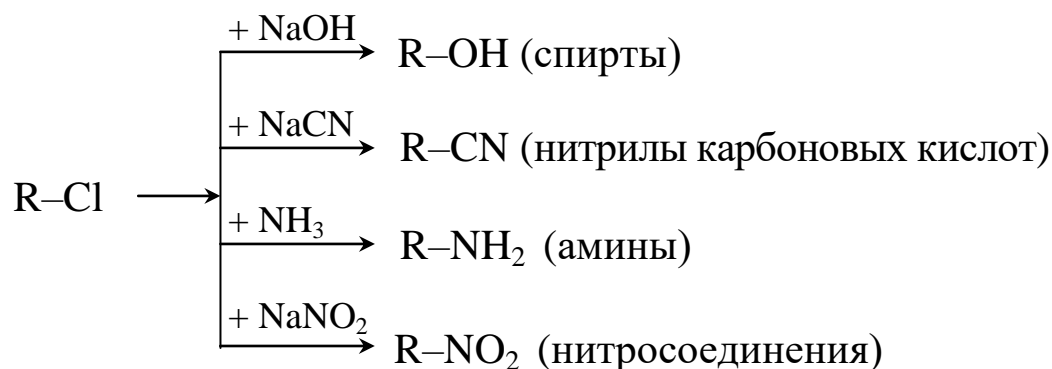 + NaOH
R–OH (спирты)
+ NaCN
R–CN (нитрилы карбоновых кислот)
R–Cl
+ NH₃
R–NH₂ (амины)
+ NaNO₂
R–NO₂ (нитросоединения)